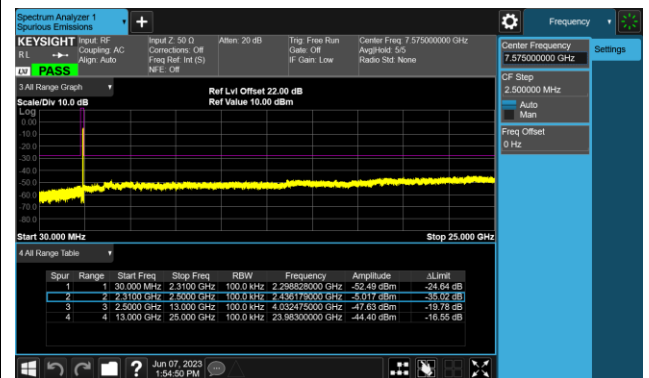 Spectrum Analyzer 1
Spurious Emissions
+
Frequency
KEYSIGHT
RL
LXI
PASS
Input: RF
Coupling: AC
Align: Auto
Input Z: 50 Ω
Corrections: Off
Freq Ref: Int (S)
NFE: Off
Atten: 20 dB
Trig: Free Run
Gate: Off
IF Gain: Low
Center Freq: 7.575000000 GHz
Avg|Hold: 5/5
Radio Std: None
Center Frequency
7.575000000 GHz
Settings
CF Step
2.500000 MHz
Auto
Man
Freq Offset
0 Hz
3 All Range Graph
Scale/Div 10.0 dB
Ref Lvl Offset 22.00 dB
Ref Value 10.00 dBm
Log
0.00
-10.0
-20.0
-30.0
-40.0
-50.0
-60.0
-70.0
-80.0
Start 30.000 MHz
Stop 25.000 GHz
4 All Range Table
Spur Range Start Freq Stop Freq RBW Frequency Amplitude ΔLimit
1 1 30.000 MHz 2.3100 GHz 100.0 kHz 2.298828000 GHz -52.49 dBm -24.64 dB
2 2 2.3100 GHz 2.5000 GHz 100.0 kHz 2.436179000 GHz -5.017 dBm -35.02 dB
3 3 2.5000 GHz 13.000 GHz 100.0 kHz 4.032475000 GHz -47.63 dBm -19.78 dB
4 4 13.000 GHz 25.000 GHz 100.0 kHz 23.98300000 GHz -44.40 dBm -16.55 dB
?
Jun 07, 2023
1:54:50 PM